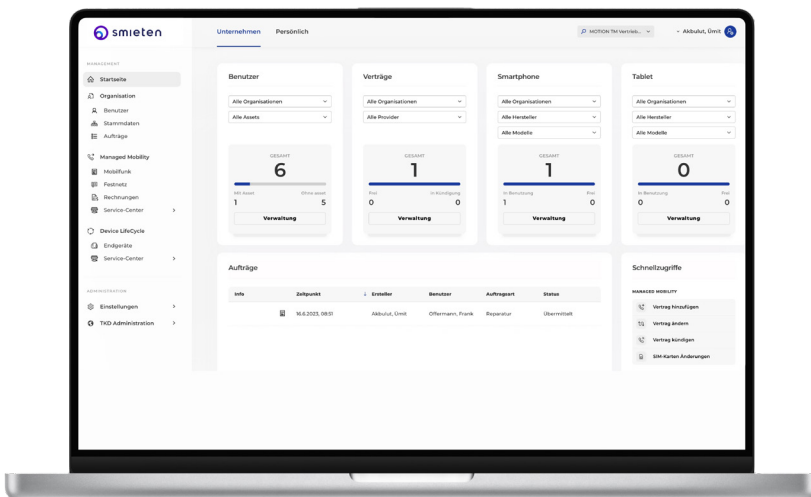 smieten
Unternehmen Persönlich
MOTION TM Vertrieb...
Akbulut, Ümit
MANAGEMENT
Startseite
Organisation
Benutzer
Stammdaten
Aufträge
Managed Mobility
Mobilfunk
Festnetz
Rechnungen
Service-Center
Device LifeCycle
Endgeräte
Service-Center
ADMINISTRATION
Einstellungen
TKD Administration
Benutzer
Alle Organisationen
Alle Assets
GESAMT
6
Mit Asset Ohne asset
1 5
Verwaltung
Verträge
Alle Organisationen
Alle Provider
GESAMT
1
Frei In Kündigung
0 0
Verwaltung
Smartphone
Alle Organisationen
Alle Hersteller
Alle Modelle
GESAMT
1
In Benutzung Frei
1 0
Verwaltung
Tablet
Alle Organisationen
Alle Hersteller
Alle Modelle
GESAMT
0
In Benutzung Frei
0 0
Verwaltung
Aufträge
Info Zeitpunkt ↓ Ersteller Benutzer Auftragsart Status
16.6.2023, 08:51 Akbulut, Ümit Offermann, Frank Reparatur Übermittelt
Schnellzugriffe
MANAGED MOBILITY
Vertrag hinzufügen
Vertrag ändern
Vertrag kündigen
SIM-Karten Änderungen